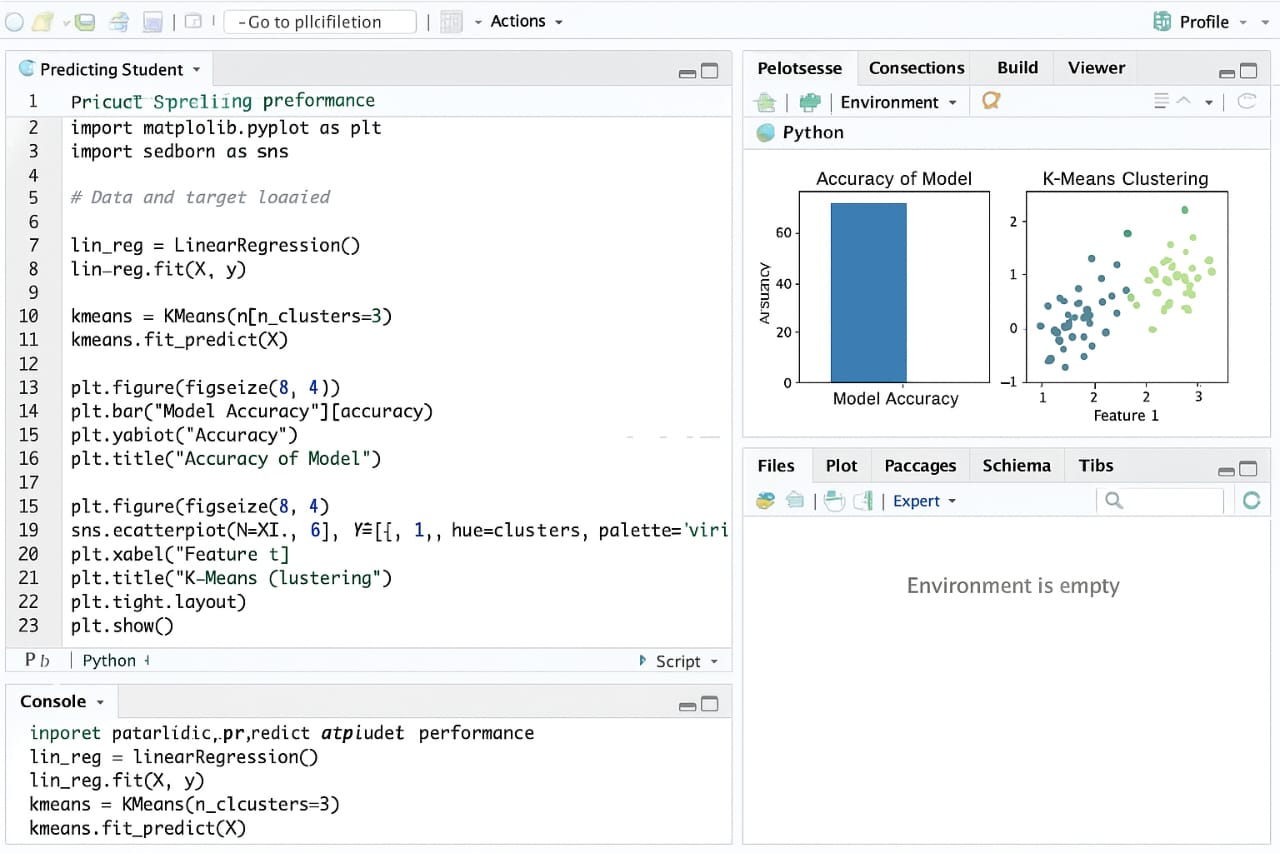 -Go to pllcifiletion
Actions
Profile
Predicting Student
1 Pricuct Spreliing preformance
2 import matplolib.pyplot as plt
3 import sedborn as sns
4
5 # Data and target loaaied
6
7 lin_reg = LinearRegression()
8 lin-reg.fit(X, y)
9
10 kmeans = KMeans(n[n_clusters=3)
11 kmeans.fit_predict(X)
12
13 plt.figure(figseize(8, 4))
14 plt.bar("Model Accuracy"][accuracy)
15 plt.yabiot("Accuracy")
16 plt.title("Accuracy of Model")
17
15 plt.figure(figseize(8, 4)
19 sns.ecatterpiot(N=XI., 6], Y=[{, 1,, hue=clusters, palette='viri
20 plt.xabel("Feature t]
21 plt.title("K-Means (lustering")
22 plt.tight.layout)
23 plt.show()
Pb
Python
Script
Console
inporet patarlídic,.pr,redict atpiudet performance
lin_reg = linearRegression()
lin_reg.fit(X, y)
kmeans = KMeans(n_clcusters=3)
kmeans.fit_predict(X)
Pelotsesse Consections Build Viewer
Environment
Python
Accuracy of Model
60
40
20
0
Arsuancy
Model Accuracy
K-Means Clustering
2
1
0
-1
1 2 2 3
Feature 1
Files Plot Paccages Schiema Tibs
Expert
Environment is empty